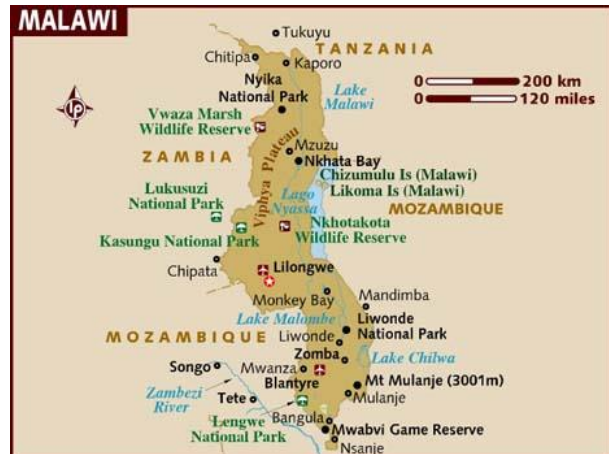 MALAWI
Tukuyu
TANZANIA
Chitipa
Kaporo
Nyika
National Park
Lake
Malawi
0 200 km
0 120 miles
lp
Vwaza Marsh
Wildlife Reserve
Mzuzu
Nkhata Bay
ZAMBIA
Viphya Plateau
Chizumulu Is (Malawi)
Likoma Is (Malawi)
Lukusuzi
National Park
Lago
Nyassa
MOZAMBIQUE
Nkhotakota
Wildlife Reserve
Kasungu National Park
Chipata
Lilongwe
Monkey Bay
Mandimba
Lake Malombe
Liwonde
National Park
MOZAMBIQUE
Liwonde
Zomba
Lake Chilwa
Songo
Mwanza
Blantyre
Mt Mulanje (3001m)
Zambezi
River
Tete
Mulanje
Lengwe
National Park
Bangula
Mwabvi Game Reserve
Nsanje